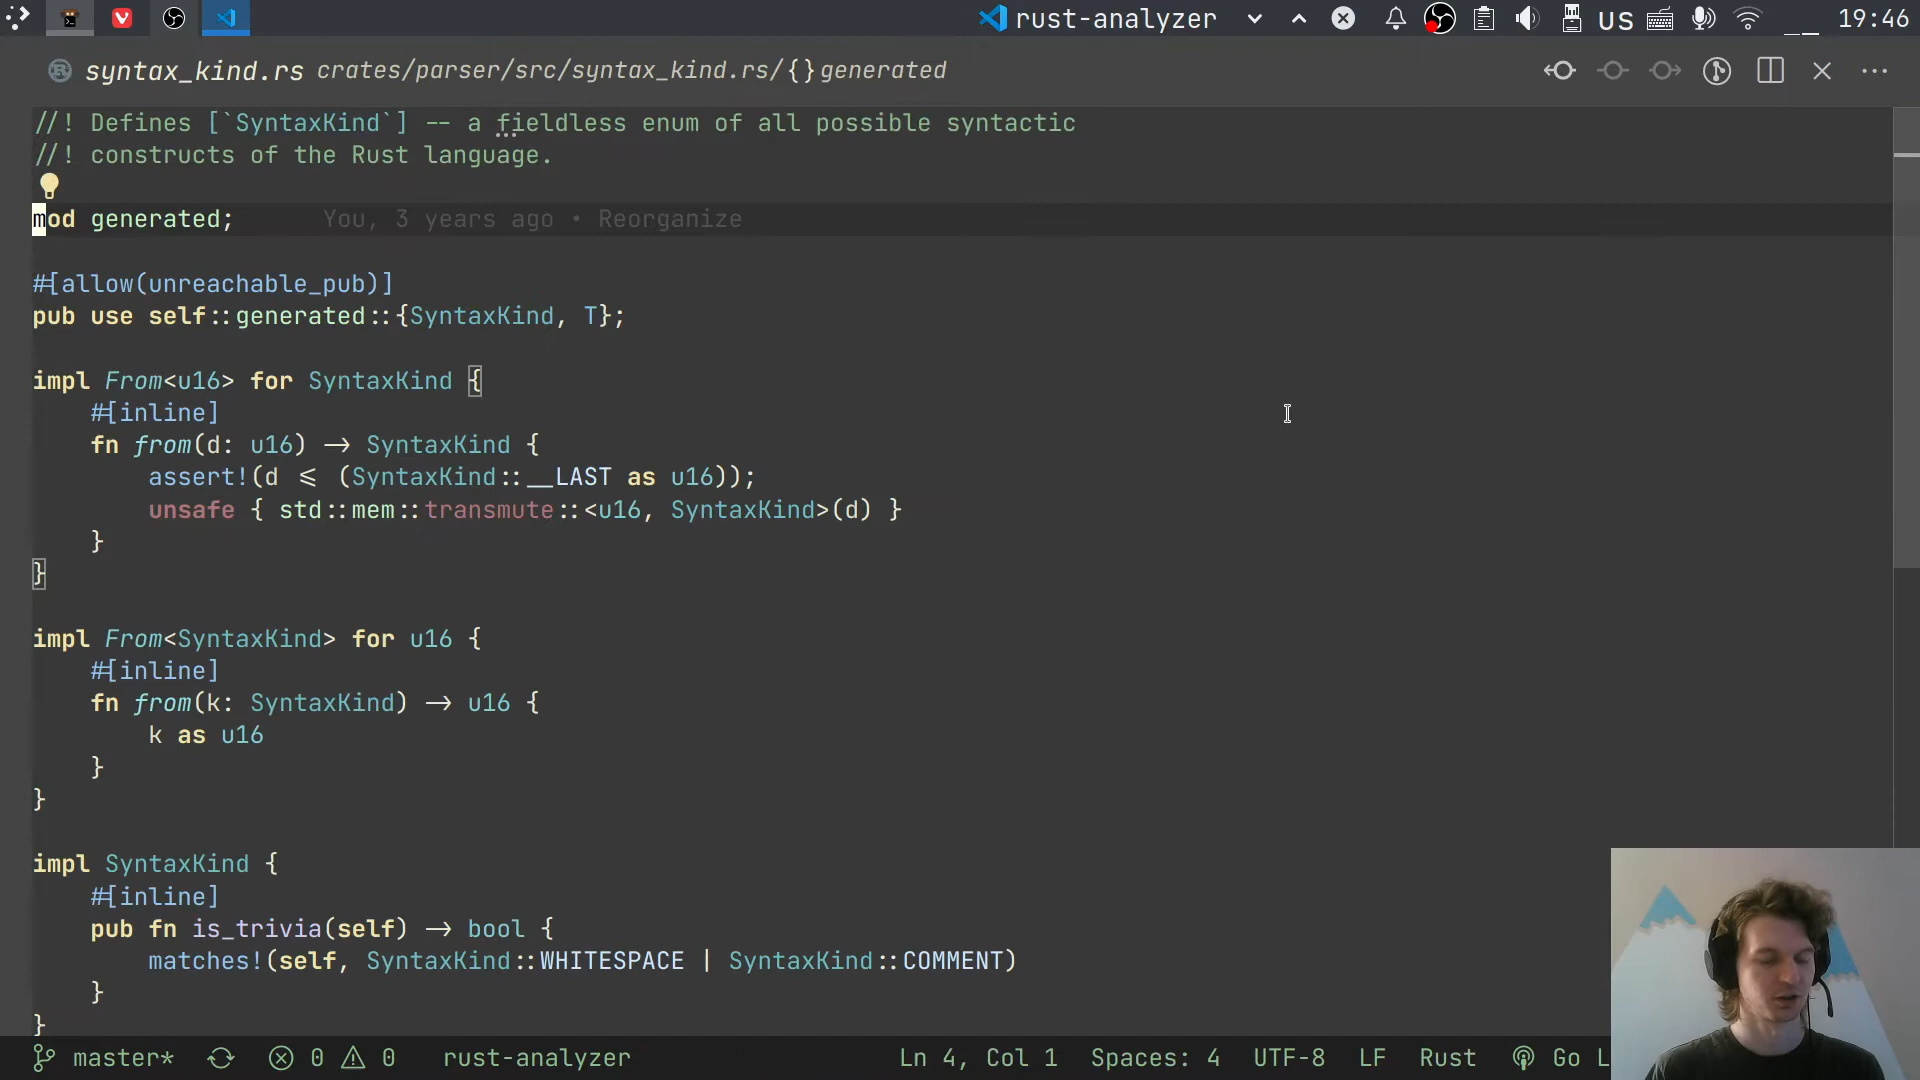 rust-analyzer US 19:46
syntax_kind.rs crates/parser/src/syntax_kind.rs/{}generated
//! Defines [`SyntaxKind`] -- a fieldless enum of all possible syntactic
//! constructs of the Rust language.
mod generated; You, 3 years ago • Reorganize
#[allow(unreachable_pub)]
pub use self::generated::{SyntaxKind, T};
impl From<u16> for SyntaxKind {
#[inline]
fn from(d: u16) -> SyntaxKind {
assert!(d <= (SyntaxKind::__LAST as u16));
unsafe { std::mem::transmute::<u16, SyntaxKind>(d) }
}
}
impl From<SyntaxKind> for u16 {
#[inline]
fn from(k: SyntaxKind) -> u16 {
k as u16
}
}
impl SyntaxKind {
#[inline]
pub fn is_trivia(self) -> bool {
matches!(self, SyntaxKind::WHITESPACE | SyntaxKind::COMMENT)
}
}
master* 0 0 rust-analyzer Ln 4, Col 1 Spaces: 4 UTF-8 LF Rust Go